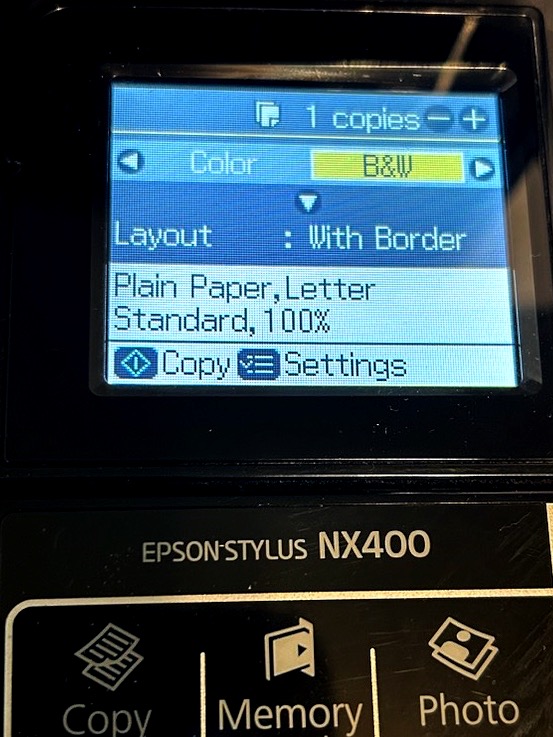 1 copies
Color B&W
Layout : With Border
Plain Paper, Letter
Standard, 100%
Copy Settings
EPSON STYLUS NX400
Copy Memory Photo